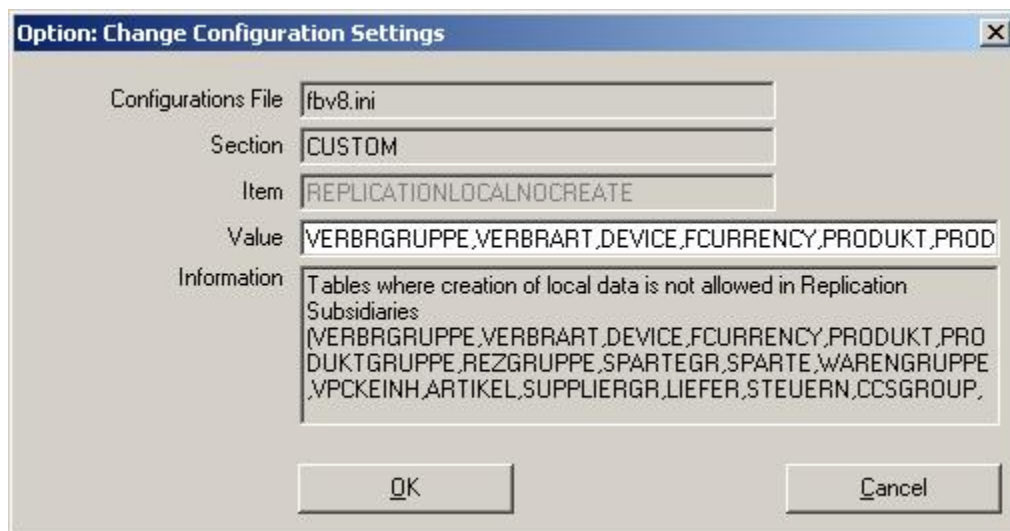 Option: Change Configuration Settings
Configurations File fbv8.ini
Section CUSTOM
Item REPLICATIONLOCALNOCREATE
Value VERBRGRUPPE,VERBRART,DEVICE,FCURRENCY,PRODUKT,PROD
Information Tables where creation of local data is not allowed in Replication
Subsidiaries
(VERBRGRUPPE,VERBRART,DEVICE,FCURRENCY,PRODUKT,PRO
DUKTGRUPPE,REZGRUPPE,SPARTEGR,SPARTE,WARENGRUPPE
,VPCKEINH,ARTIKEL,SUPPLIERGR,LIEFER,STEUERN,CCSGROUP,
OK Cancel